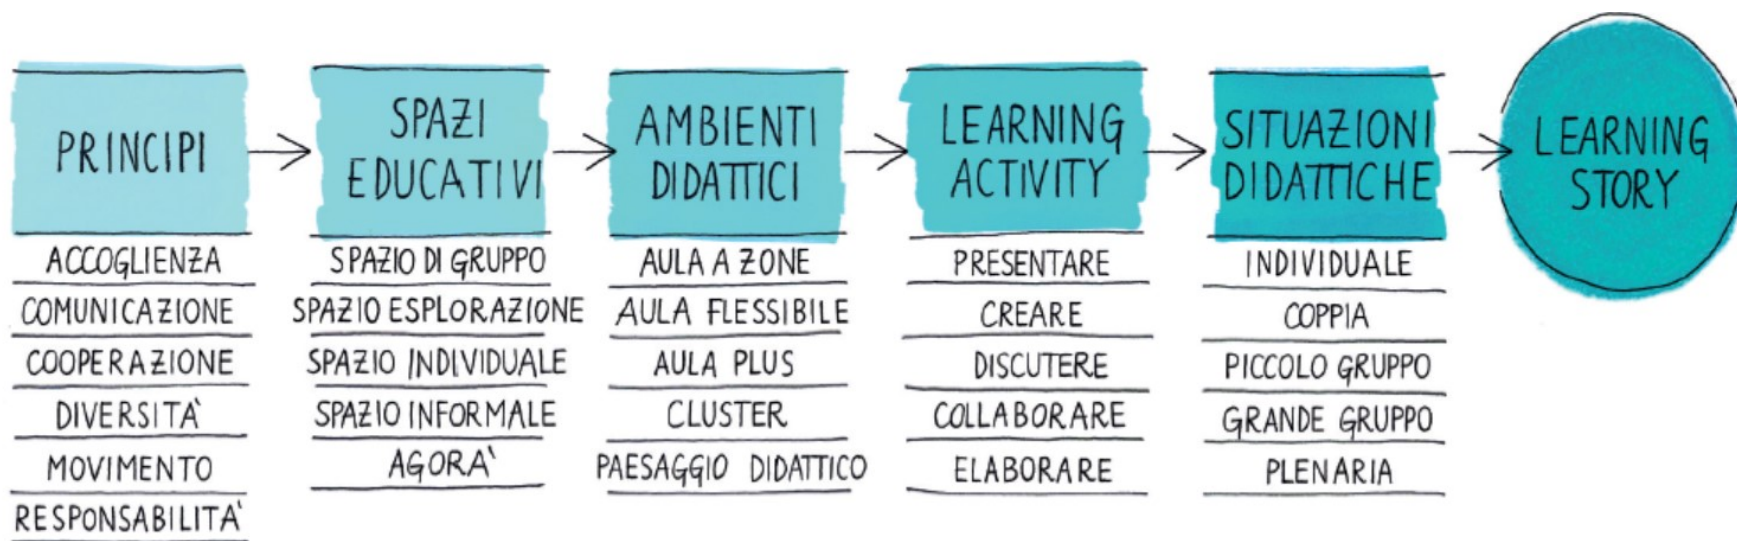 PRINCIPI
ACCOGLIENZA
COMUNICAZIONE
COOPERAZIONE
DIVERSITÀ
MOVIMENTO
RESPONSABILITÀ
SPAZI
EDUCATIVI
SPAZIO DI GRUPPO
SPAZIO ESPLORAZIONE
SPAZIO INDIVIDUALE
SPAZIO INFORMALE
AGORÀ
AMBIENTI
DIDATTICI
AULA A ZONE
AULA FLESSIBILE
AULA PLUS
CLUSTER
PAESAGGIO DIDATTICO
LEARNING
ACTIVITY
PRESENTARE
CREARE
DISCUTERE
COLLABORARE
ELABORARE
SITUAZIONI
DIDATTICHE
INDIVIDUALE
COPPIA
PICCOLO GRUPPO
GRANDE GRUPPO
PLENARIA
LEARNING
STORY